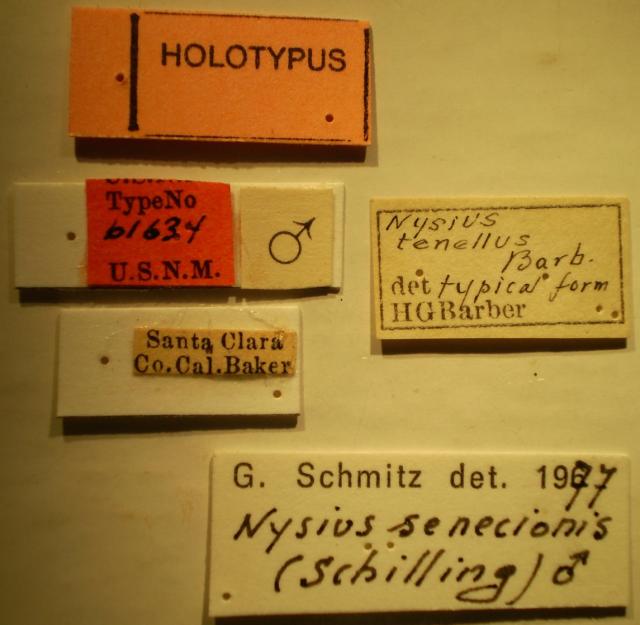 HOLOTYPUS
TypeNo
61634
U.S.N.M.
♂
Nysius
tenellus
Barb.
det typical form
HGBarber
Santa Clara
Co.Cal.Baker
G. Schmitz det. 1977
Nysius senecionis
(Schilling) ♂